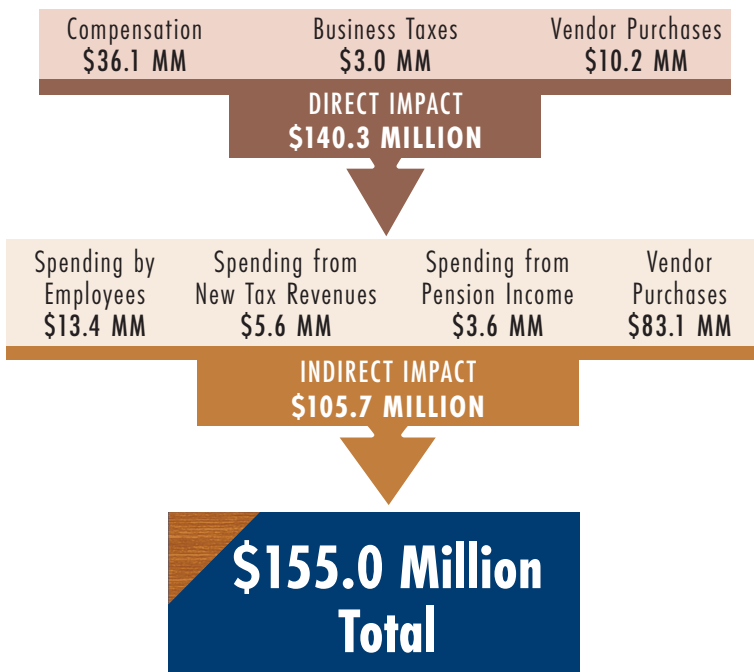 Compensation
$36.1 MM
Business Taxes
$3.0 MM
Vendor Purchases
$10.2 MM
DIRECT IMPACT
$140.3 MILLION
Spending by
Employees
$13.4 MM
Spending from
New Tax Revenues
$5.6 MM
Spending from
Pension Income
$3.6 MM
Vendor
Purchases
$83.1 MM
INDIRECT IMPACT
$105.7 MILLION
$155.0 Million
Total